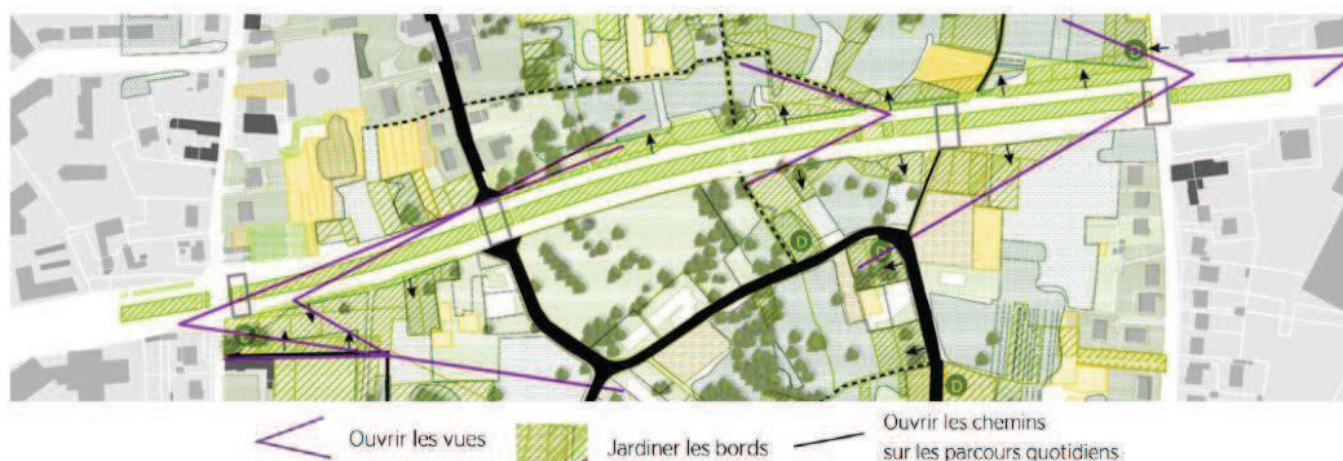 D
D
D
Ouvrir les vues
Jardiner les bords
Ouvrir les chemins
sur les parcours quotidiens